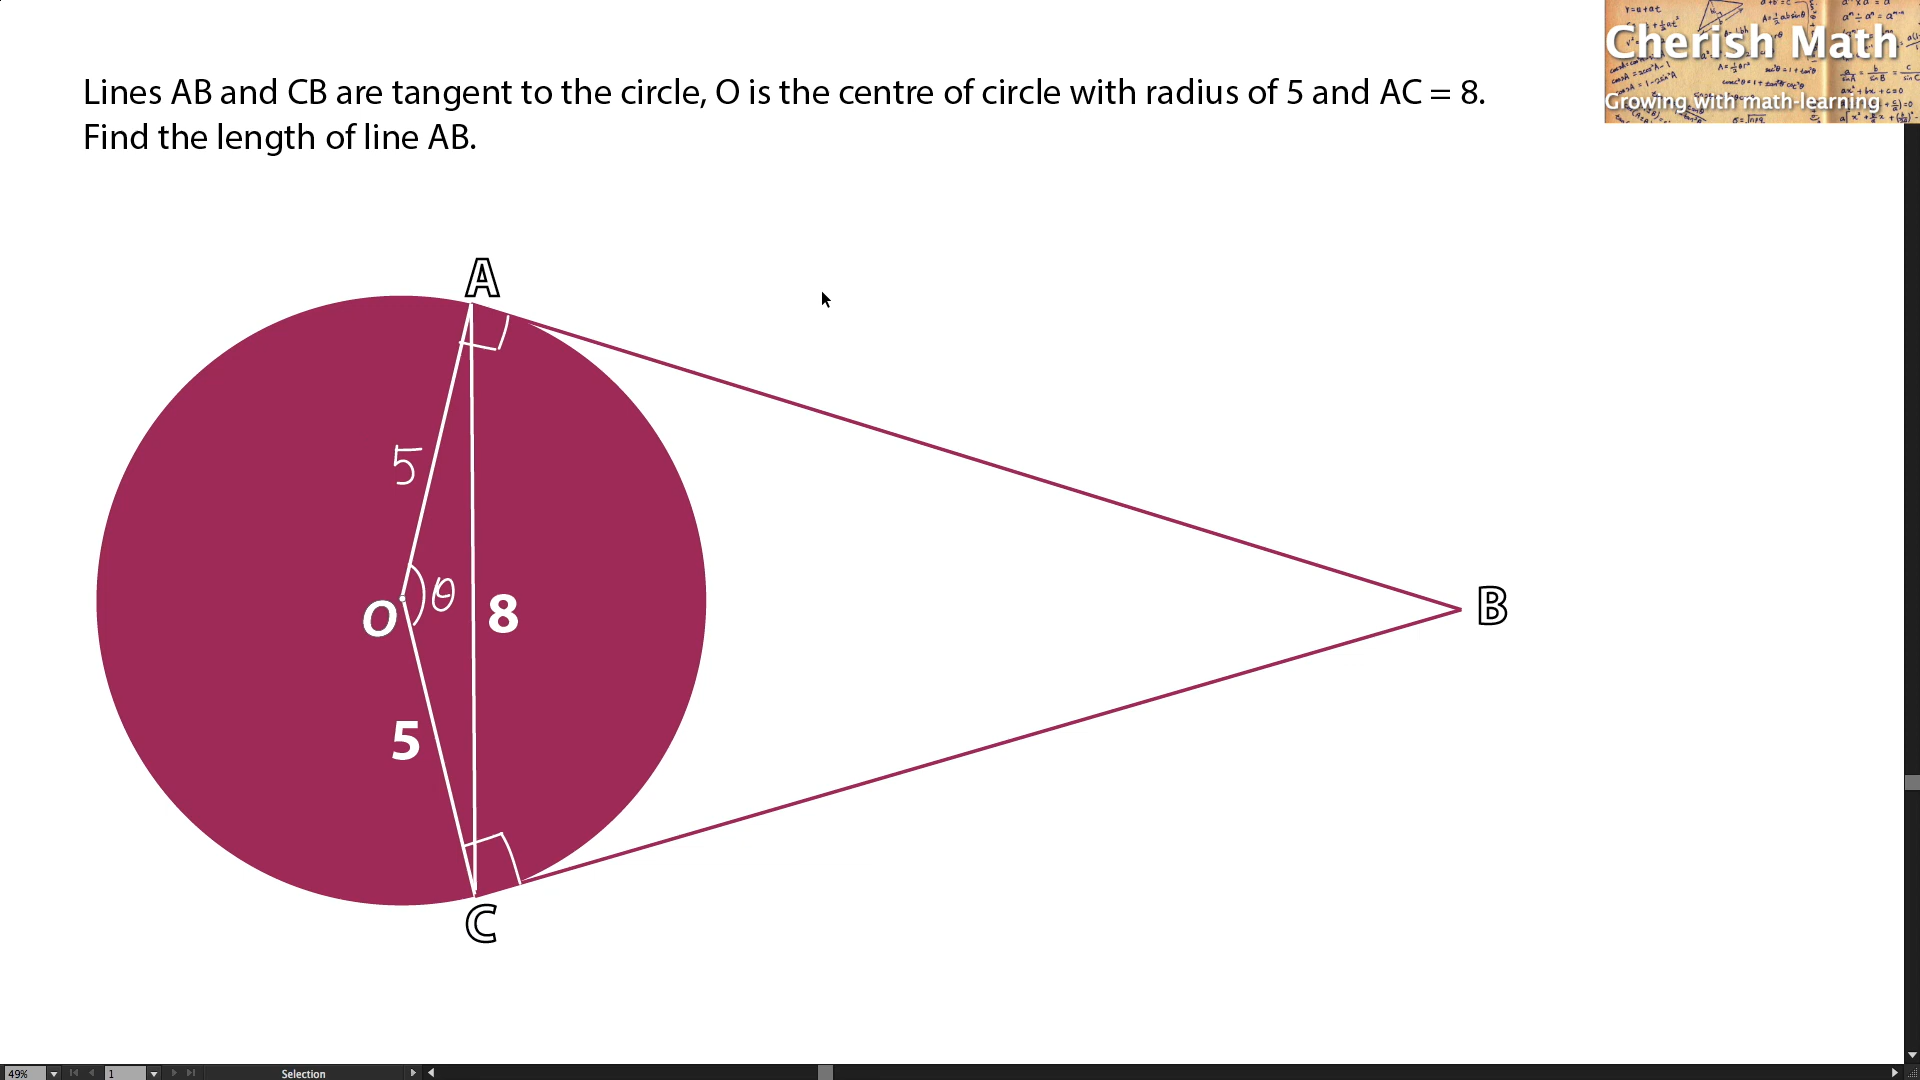 Cherish Math
Growing with math-learning
Lines AB and CB are tangent to the circle, O is the centre of circle with radius of 5 and AC = 8.
Find the length of line AB.
A
5
O
θ
8
B
5
C
49%
1
Selection